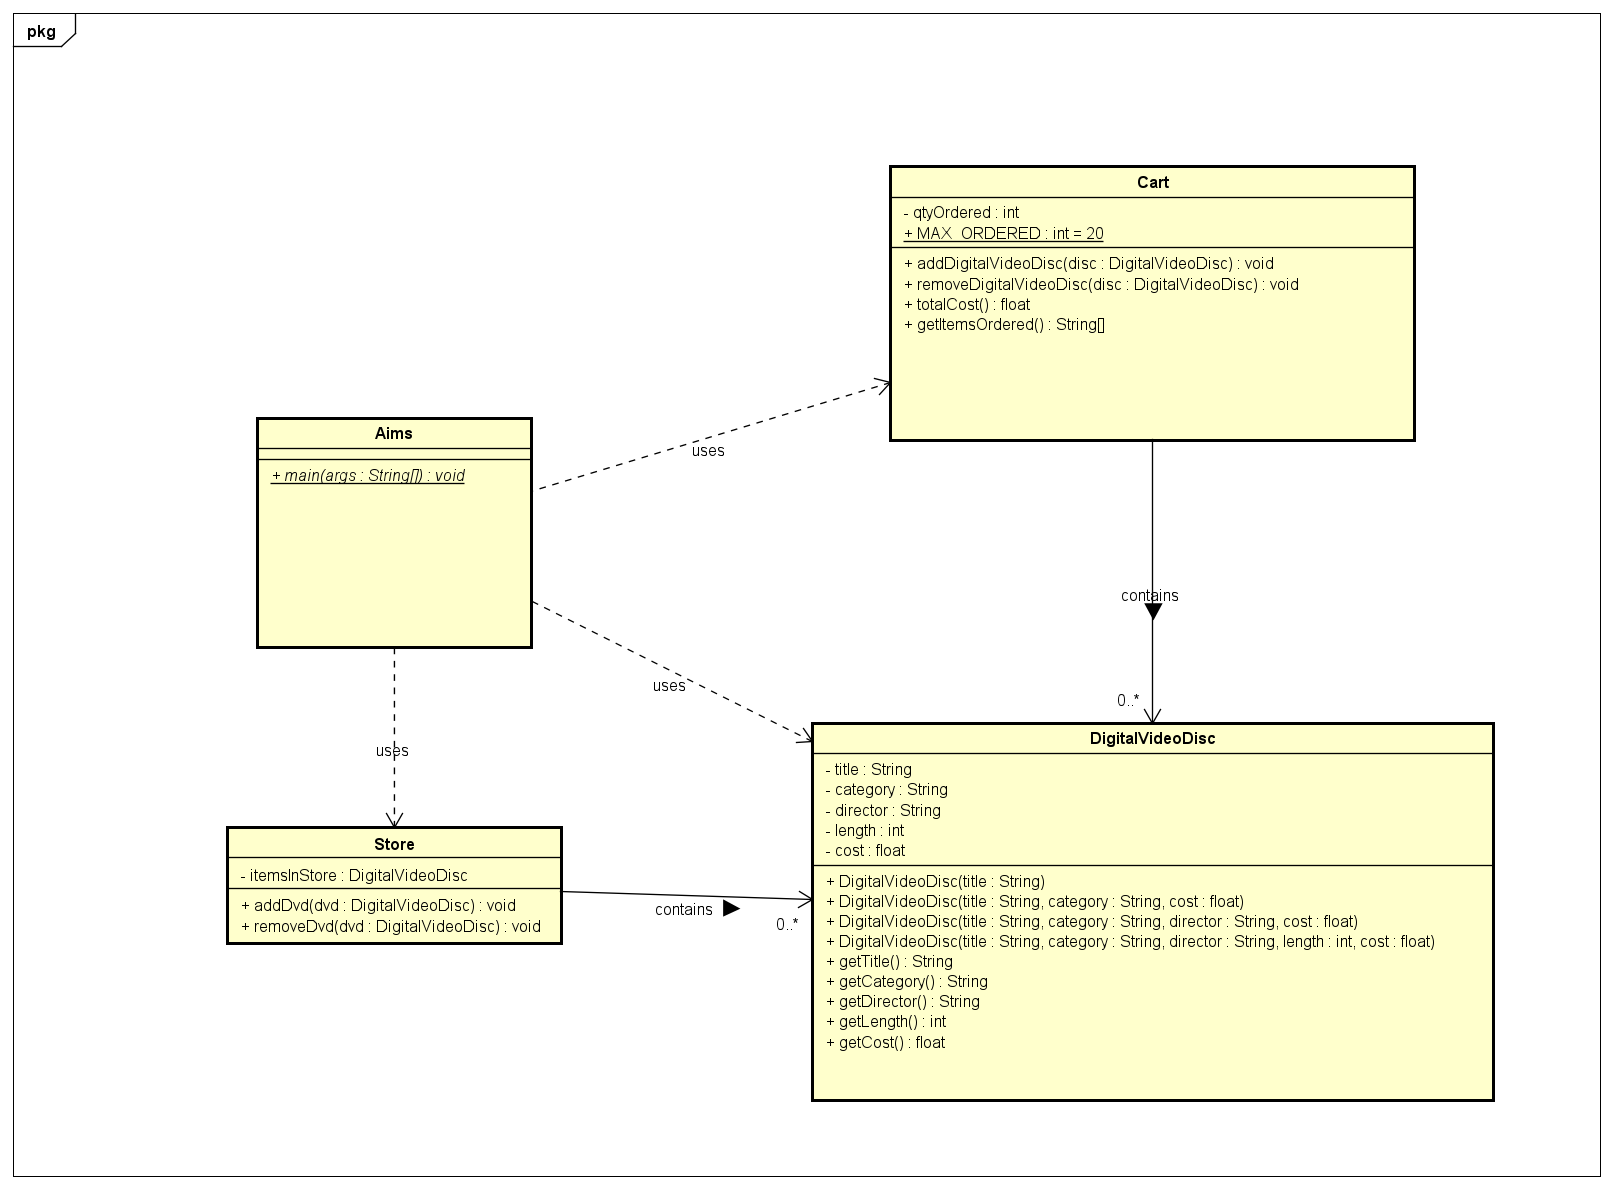 pkg
Cart
- qtyOrdered : int
+ MAX_ORDERED : int = 20
+ addDigitalVideoDisc(disc : DigitalVideoDisc) : void
+ removeDigitalVideoDisc(disc : DigitalVideoDisc) : void
+ totalCost() : float
+ getItemsOrdered() : String[]
Aims
+ main(args : String[]) : void
uses
contains
uses
0..*
uses
DigitalVideoDisc
- title : String
- category : String
- director : String
- length : int
- cost : float
+ DigitalVideoDisc(title : String)
+ DigitalVideoDisc(title : String, category : String, cost : float)
+ DigitalVideoDisc(title : String, category : String, director : String, cost : float)
+ DigitalVideoDisc(title : String, category : String, director : String, length : int, cost : float)
+ getTitle() : String
+ getCategory() : String
+ getDirector() : String
+ getLength() : int
+ getCost() : float
Store
- itemsInStore : DigitalVideoDisc
+ addDvd(dvd : DigitalVideoDisc) : void
+ removeDvd(dvd : DigitalVideoDisc) : void
contains
0..*